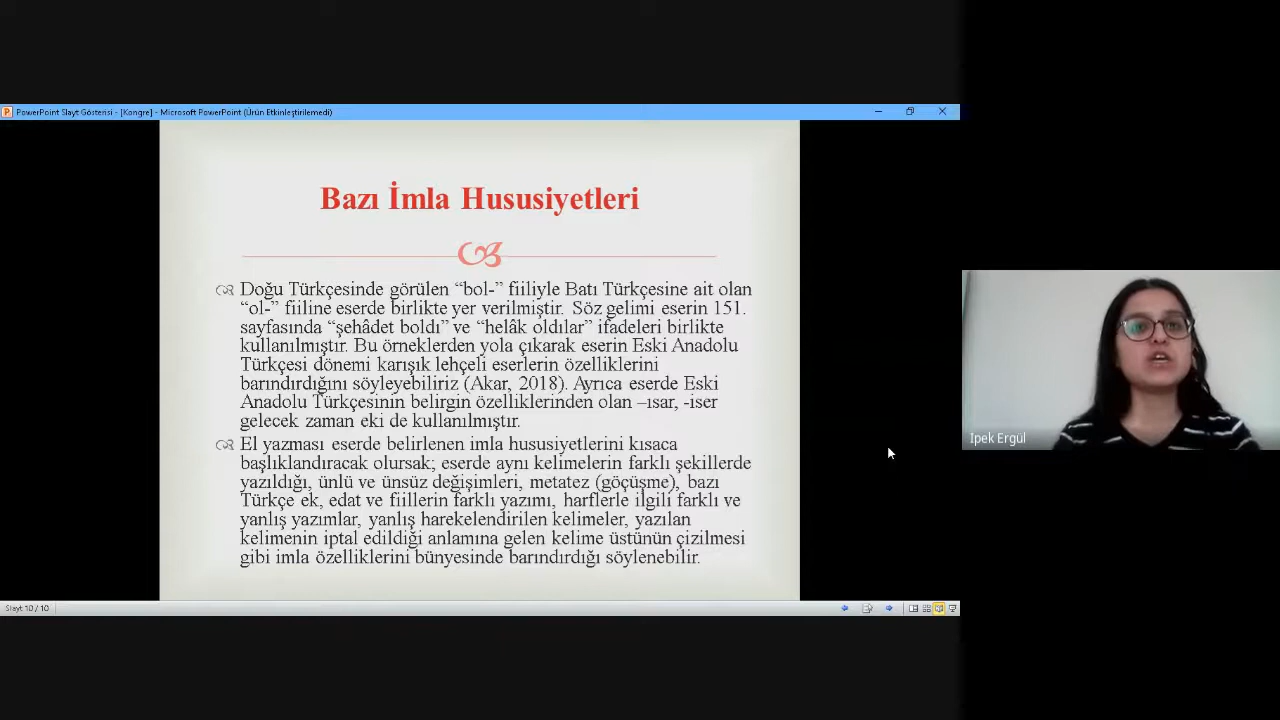 PowerPoint Slayt Gösterisi - [Kongre] - Microsoft PowerPoint (Ürün Etkinleştirilemedi)
Bazı İmla Hususiyetleri
Doğu Türkçesinde görülen “bol-” fiiliyle Batı Türkçesine ait olan
“ol-” fiiline eserde birlikte yer verilmiştir. Söz gelimi eserin 151.
sayfasında “şehâdet boldı” ve “helâk oldılar” ifadeleri birlikte
kullanılmıştır. Bu örneklerden yola çıkarak eserin Eski Anadolu
Türkçesi dönemi karışık lehçeli eserlerin özelliklerini
barındırdığını söyleyebiliriz (Akar, 2018). Ayrıca eserde Eski
Anadolu Türkçesinin belirgin özelliklerinden olan –ısar, -iser
gelecek zaman eki de kullanılmıştır.
El yazması eserde belirlenen imla hususiyetlerini kısaca
başlıklandıracak olursak; eserde aynı kelimelerin farklı şekillerde
yazıldığı, ünlü ve ünsüz değişimleri, metatez (göçüşme), bazı
Türkçe ek, edat ve fiillerin farklı yazımı, harflerle ilgili farklı ve
yanlış yazımlar, yanlış harekelendirilen kelimeler, yazılan
kelimenin iptal edildiği anlamına gelen kelime üstünün çizilmesi
gibi imla özelliklerini bünyesinde barındırdığı söylenebilir.
İpek Ergül
Slayt 10 / 10